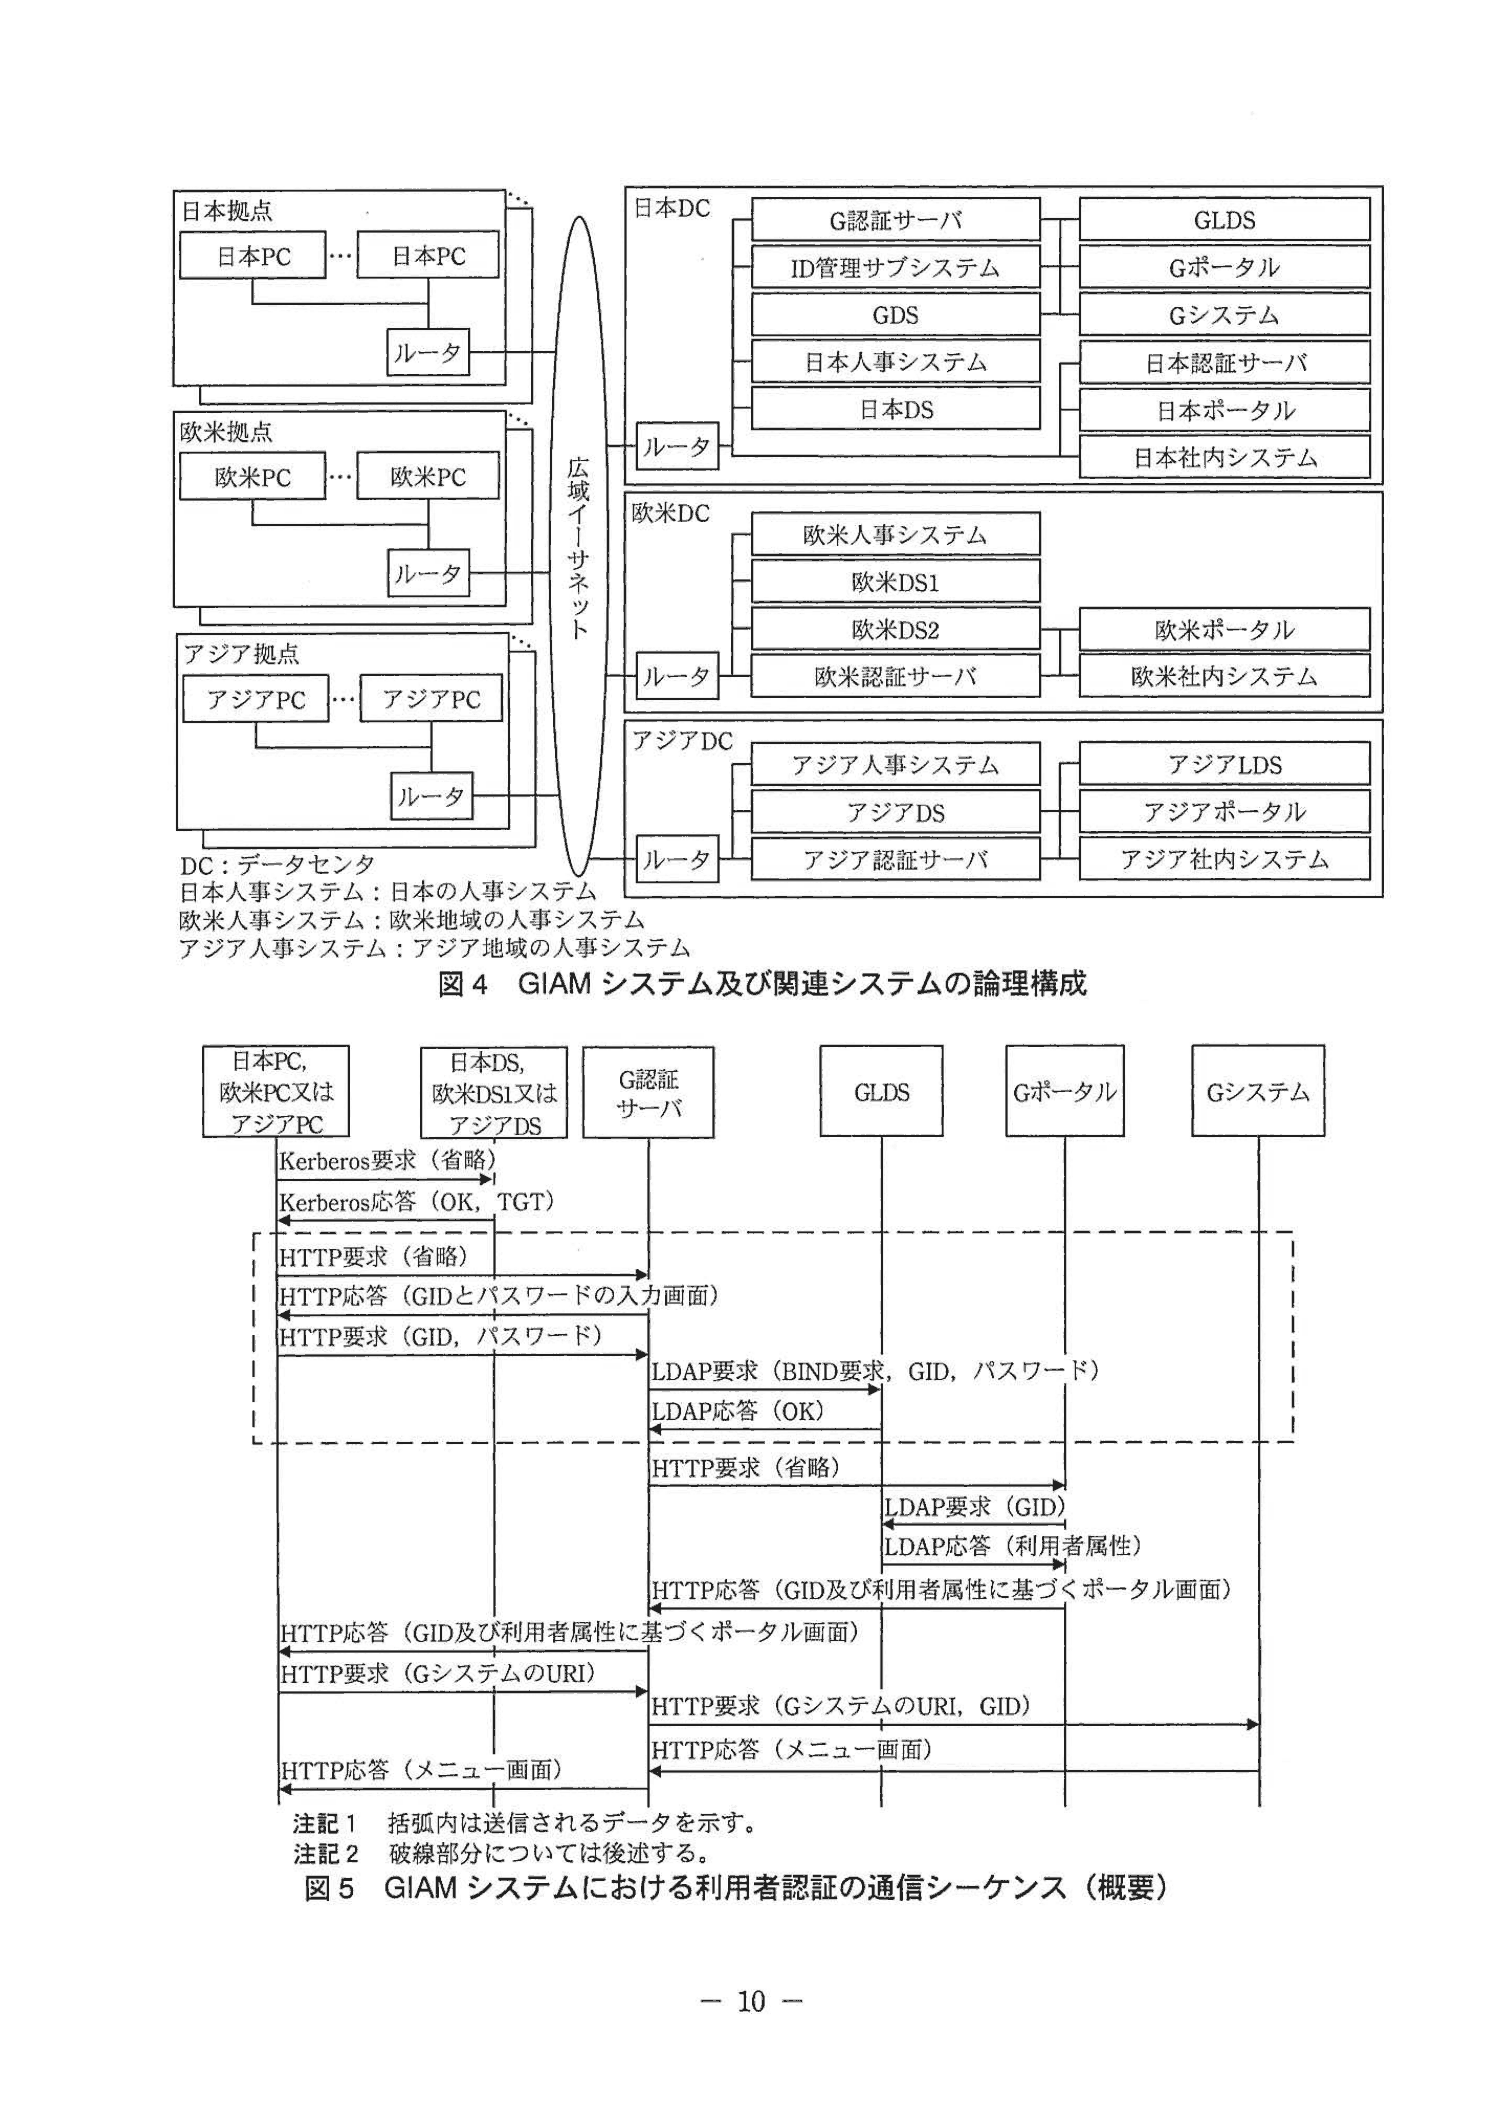 日本拠点
日本PC … 日本PC
ルータ
欧米拠点
欧米PC … 欧米PC
ルータ
アジア拠点
アジアPC … アジアPC
ルータ
広域イーサネット
日本DC
G認証サーバ
GLDS
ID管理サブシステム
Gポータル
GDS
Gシステム
日本人事システム
日本認証サーバ
日本DS
日本ポータル
ルータ
日本社内システム
欧米DC
欧米人事システム
欧米DS1
欧米DS2
欧米ポータル
ルータ
欧米認証サーバ
欧米社内システム
アジアDC
アジア人事システム
アジアLDS
アジアDS
アジアポータル
ルータ
アジア認証サーバ
アジア社内システム
DC：データセンタ
日本人事システム：日本の人事システム
欧米人事システム：欧米地域の人事システム
アジア人事システム：アジア地域の人事システム
図4 GIAM システム及び関連システムの論理構成
日本PC,
欧米PC又は
アジアPC
日本DS,
欧米DS1又は
アジアDS
G認証
サーバ
GLDS
Gポータル
Gシステム
Kerberos要求（省略）
Kerberos応答（OK，TGT）
HTTP要求（省略）
HTTP応答（GIDとパスワードの入力画面）
HTTP要求（GID，パスワード）
LDAP要求（BIND要求，GID，パスワード）
LDAP応答（OK）
HTTP要求（省略）
LDAP要求（GID）
LDAP応答（利用者属性）
HTTP応答（GID及び利用者属性に基づくポータル画面）
HTTP応答（GID及び利用者属性に基づくポータル画面）
HTTP要求（GシステムのURI）
HTTP要求（GシステムのURI，GID）
HTTP応答（メニュー画面）
HTTP応答（メニュー画面）
注記1 括弧内は送信されるデータを示す。
注記2 破線部分については後述する。
図5 GIAM システムにおける利用者認証の通信シーケンス（概要）
－ 10 －